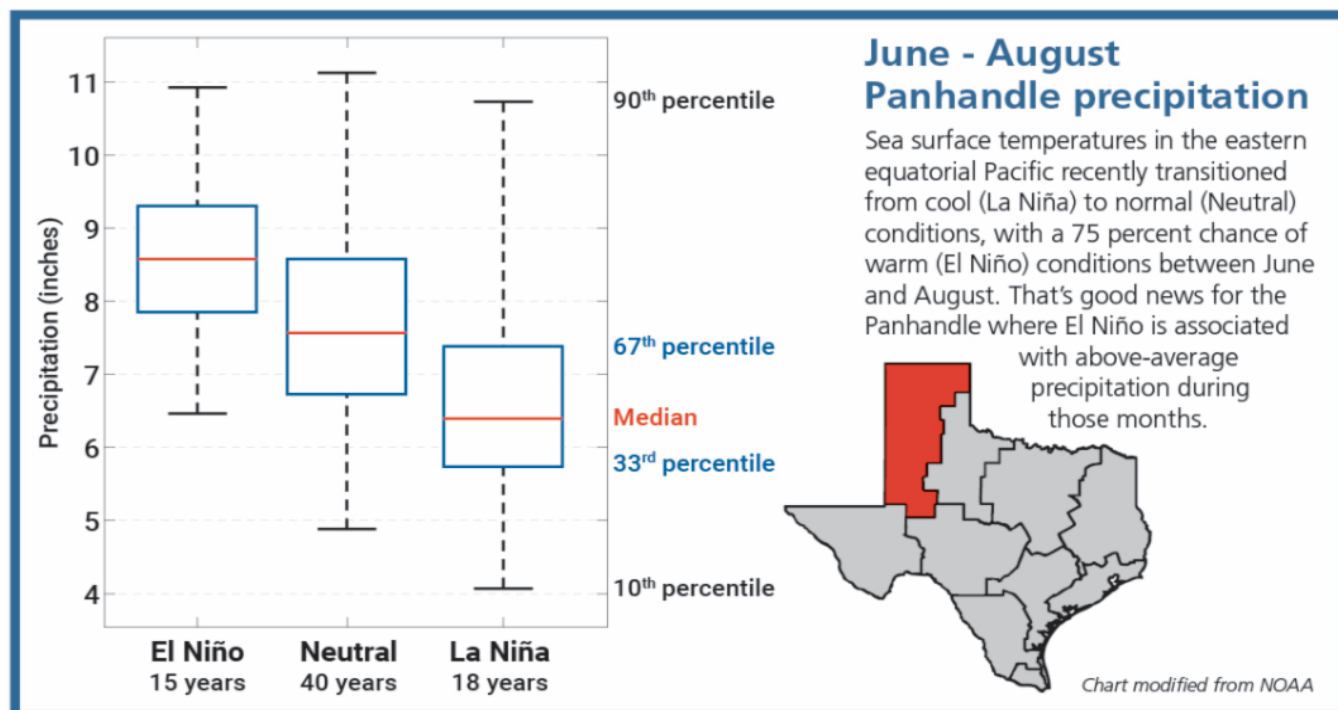 June - August
Panhandle precipitation
Sea surface temperatures in the eastern
equatorial Pacific recently transitioned
from cool (La Niña) to normal (Neutral)
conditions, with a 75 percent chance of
warm (El Niño) conditions between June
and August. That’s good news for the
Panhandle where El Niño is associated
with above-average
precipitation during
those months.
Precipitation (inches)
11
10
9
8
7
6
5
4
90th percentile
67th percentile
Median
33rd percentile
10th percentile
El Niño
15 years
Neutral
40 years
La Niña
18 years
Chart modified from NOAA